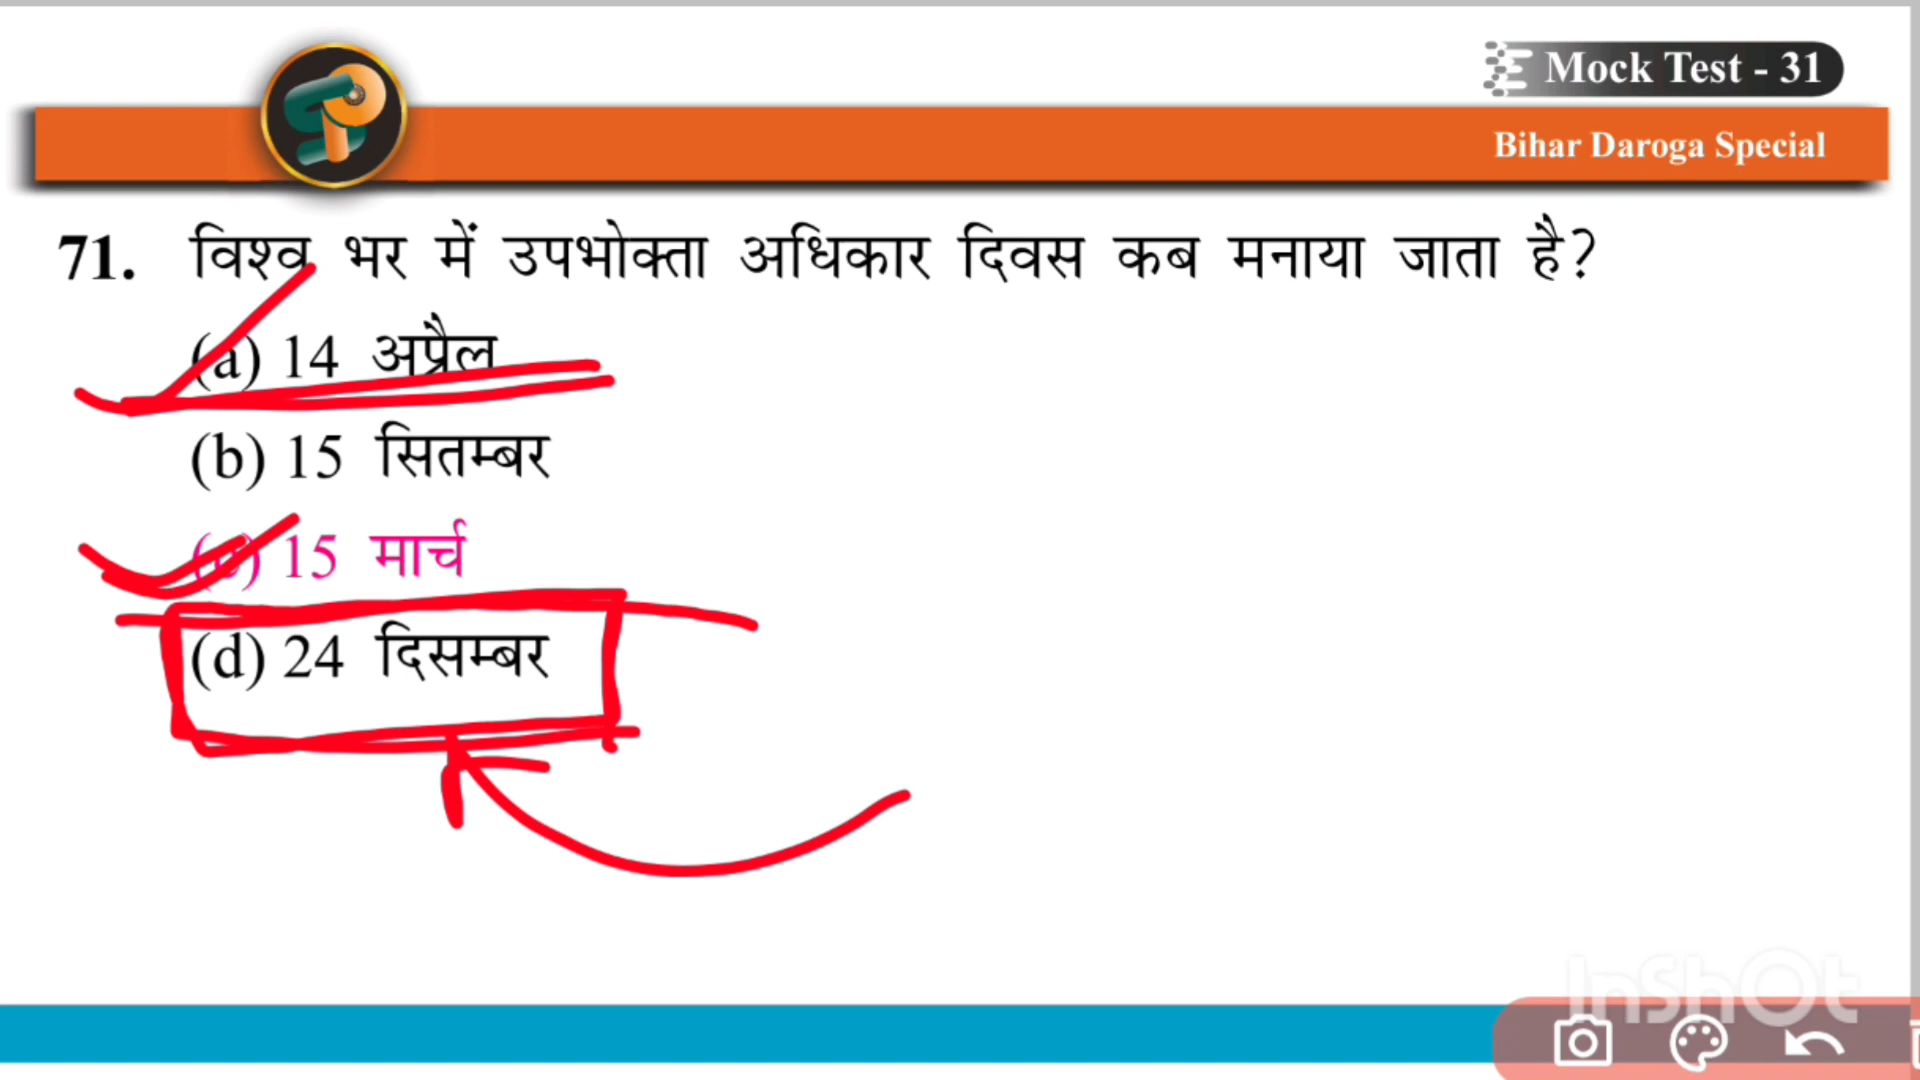 Mock Test - 31
Bihar Daroga Special
71. विश्व भर में उपभोक्ता अधिकार दिवस कब मनाया जाता है?
(a) 14 अप्रैल
(b) 15 सितम्बर
(c) 15 मार्च
(d) 24 दिसम्बर
InShOt